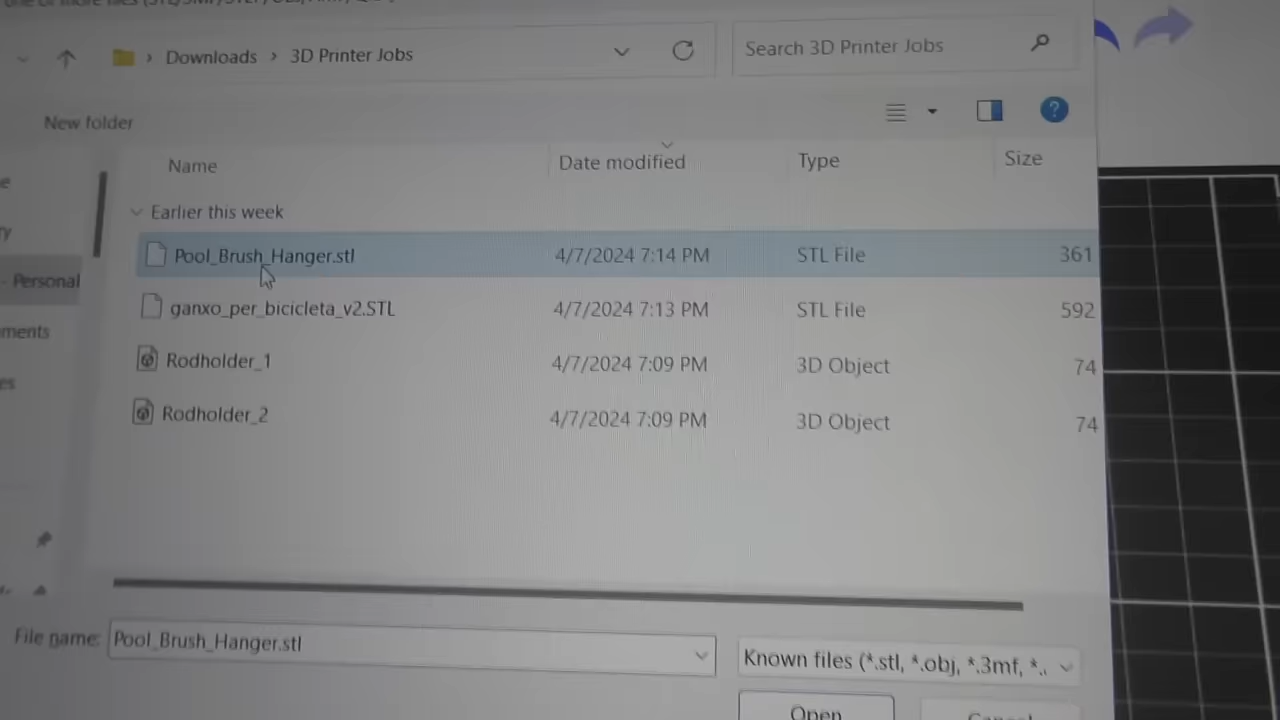 Downloads > 3D Printer Jobs
Search 3D Printer Jobs
New folder
Name Date modified Type Size
Earlier this week
Pool_Brush_Hanger.stl 4/7/2024 7:14 PM STL File 361
ganxo_per_bicicleta_v2.STL 4/7/2024 7:13 PM STL File 592
- Personal
Rodholder_1 4/7/2024 7:09 PM 3D Object 74
ments
Rodholder_2 4/7/2024 7:09 PM 3D Object 74
File name: Pool_Brush_Hanger.stl
Known files (*.stl, *.obj, *.3mf, *.
Open Cancel